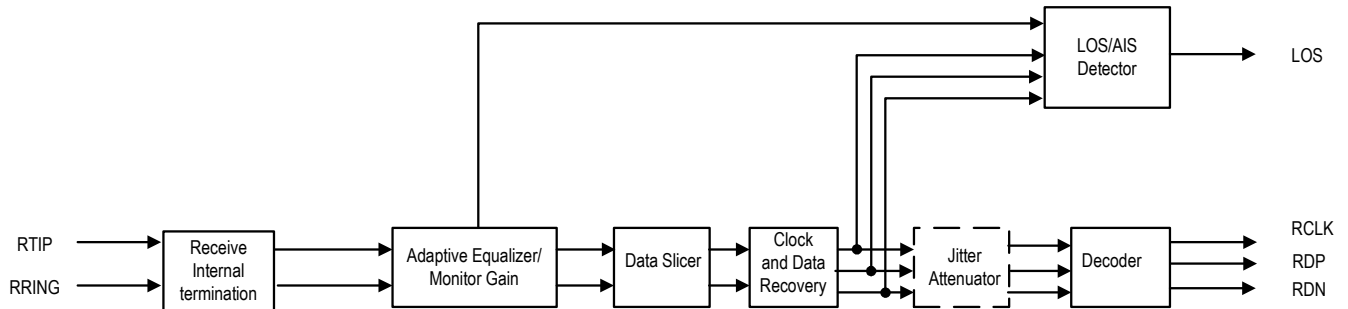 LOS/AIS
Detector
LOS
RTIP
RRING
Receive
Internal
termination
Adaptive Equalizer/
Monitor Gain
Data Slicer
Clock
and Data
Recovery
Jitter
Attenuator
Decoder
RCLK
RDP
RDN